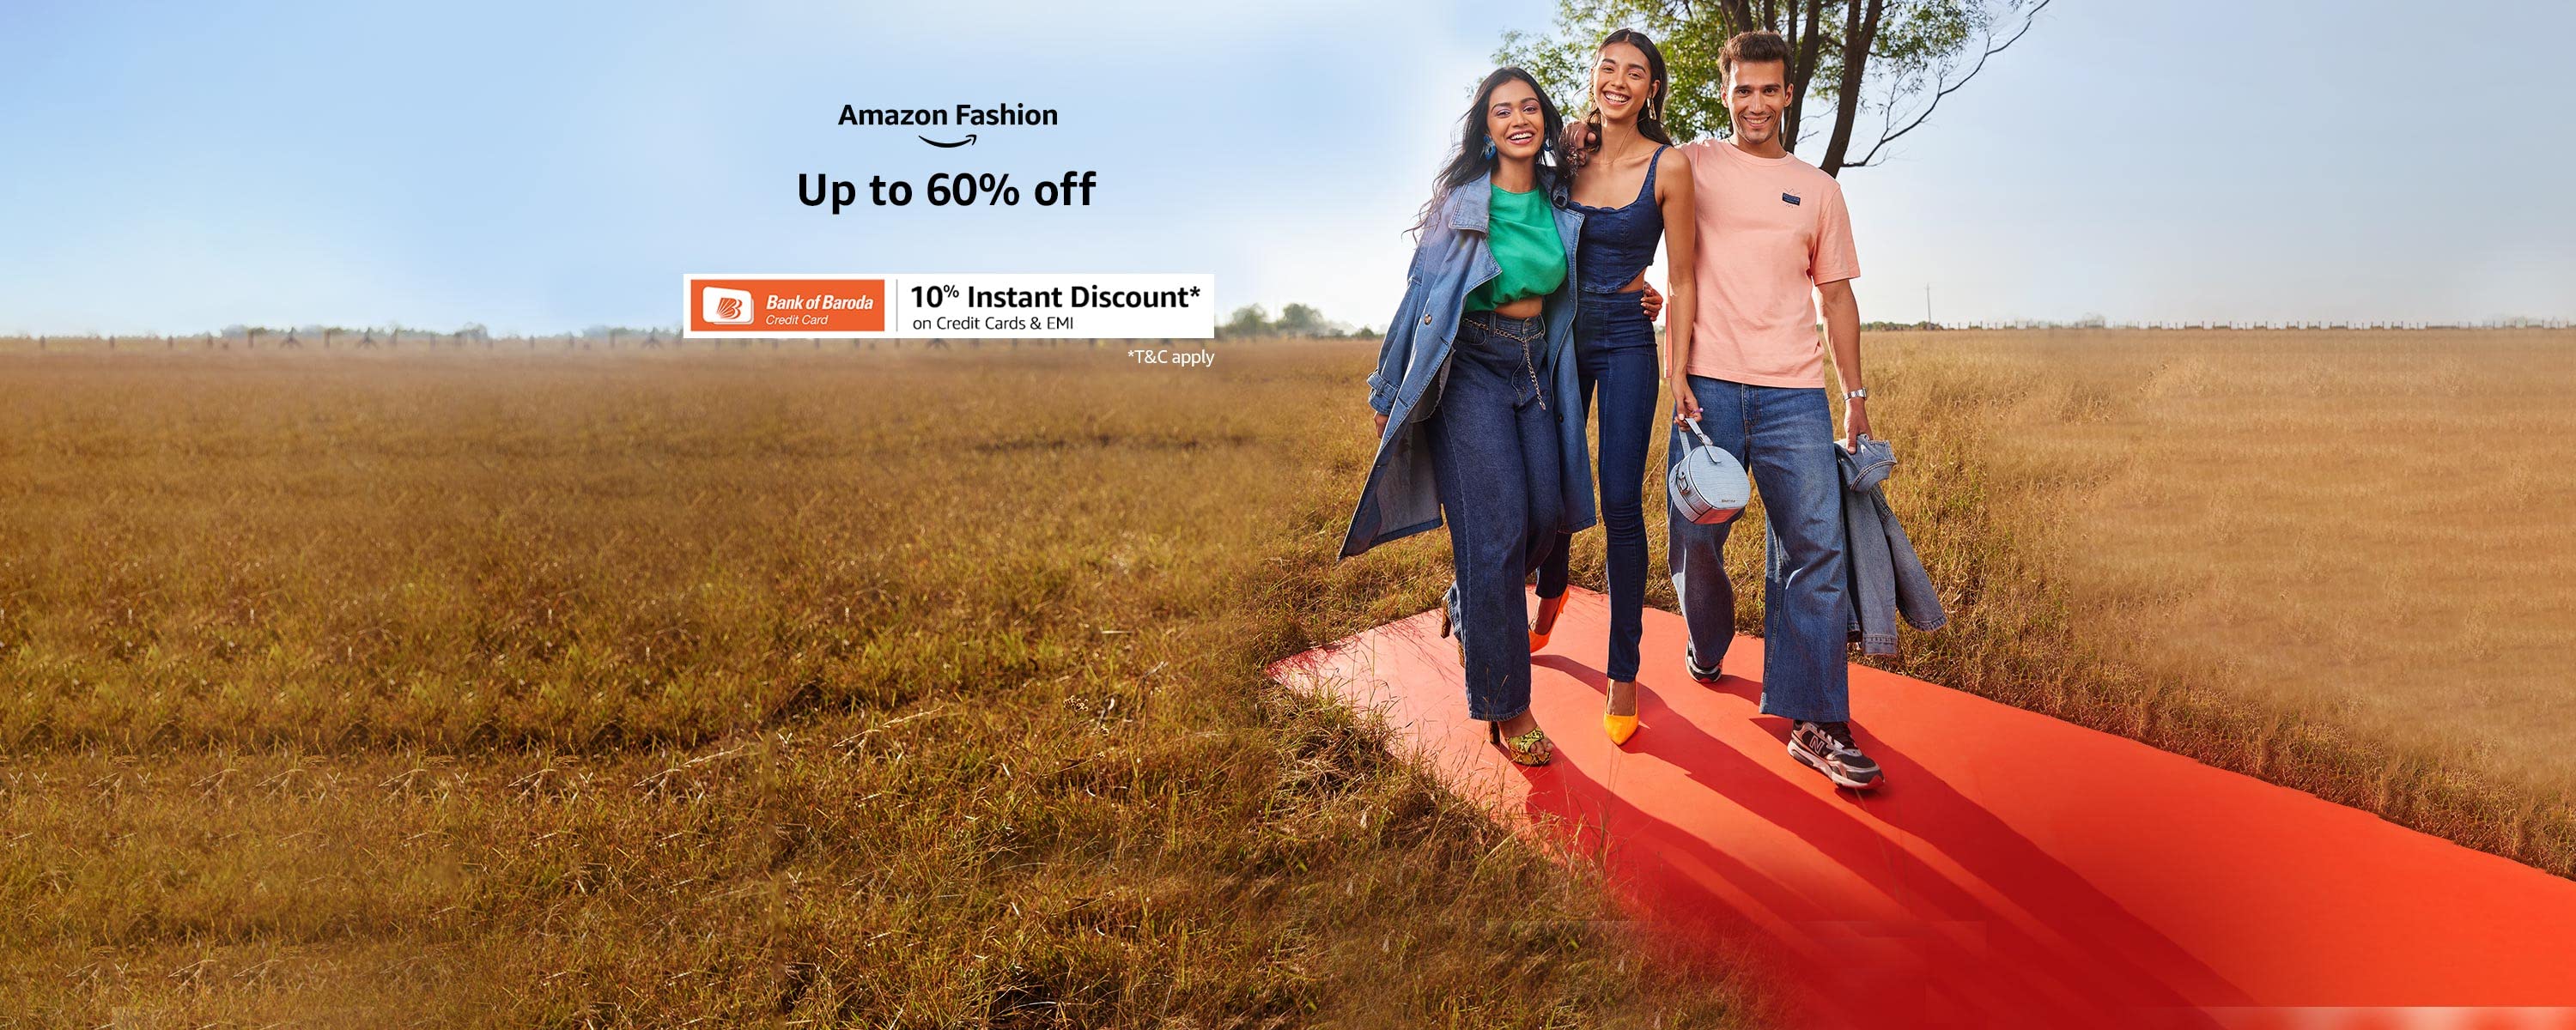 Amazon Fashion
Up to 60% off
Bank of Baroda
Credit Card
10% Instant Discount*
on Credit Cards & EMI
*T&C apply
N